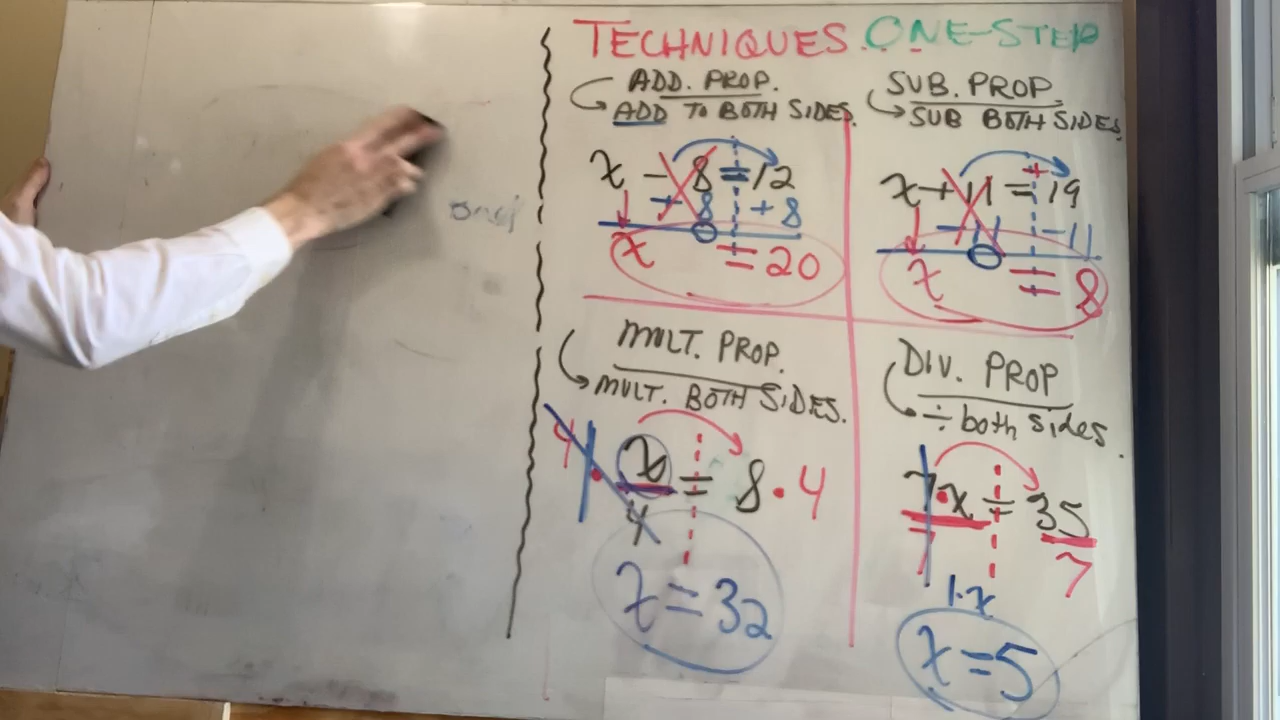 TECHNIQUES ONE-STEP
ADD. PROP.
ADD TO BOTH SIDES.
x - 8 = 12
+ 8 + 8
x = 20
SUB. PROP
SUB BOTH SIDES
x + 11 = 19
- 11 - 11
x = 8
MULT. PROP.
MULT. BOTH SIDES.
4 · x/4 = 8 · 4
x = 32
DIV. PROP
÷ both sides.
7·x = 35
7 7
1·x
x = 5